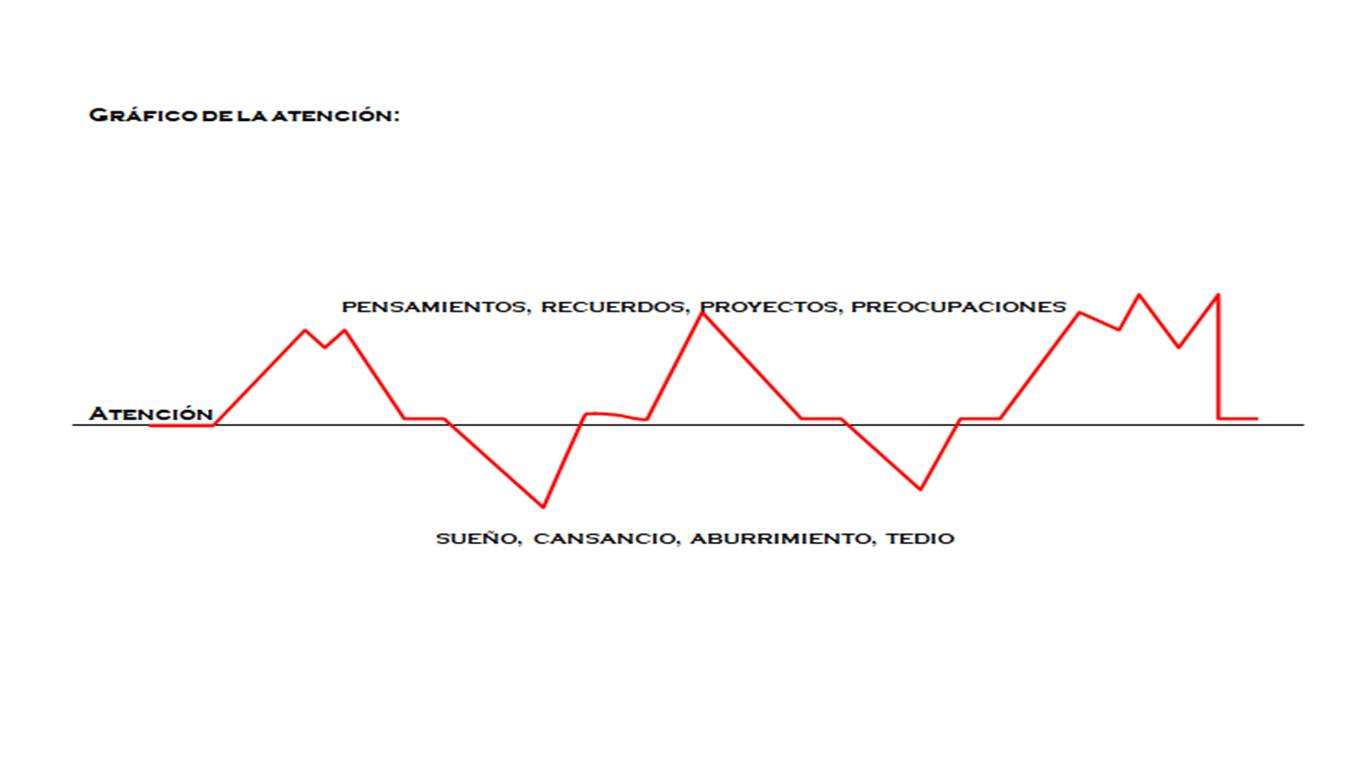 Gráfico de la atención:
pensamientos, recuerdos, proyectos, preocupaciones
Atención
sueño, cansancio, aburrimiento, tedio